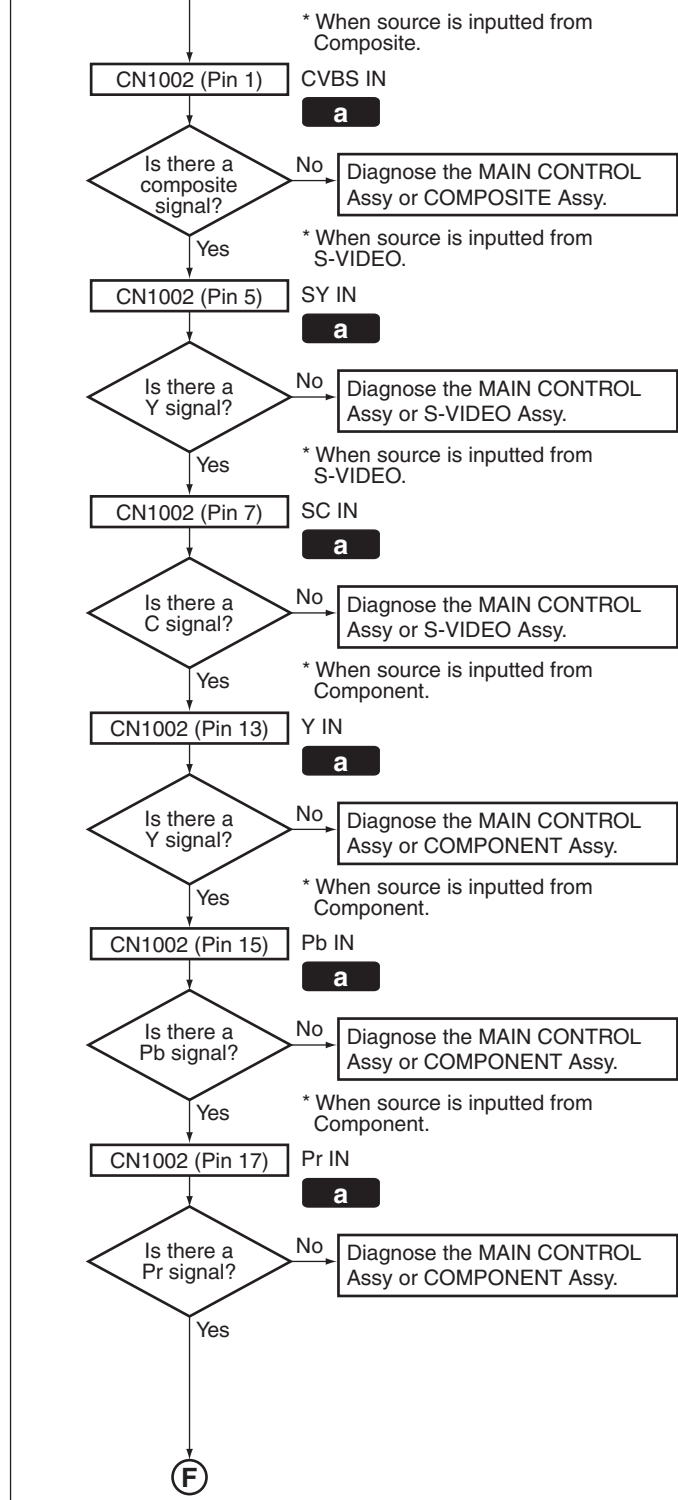 * When source is inputted from
Composite.
CN1002 (Pin 1)
CVBS IN
a
Is there a
composite
signal?
No
Diagnose the MAIN CONTROL
Assy or COMPOSITE Assy.
Yes
* When source is inputted from
S-VIDEO.
CN1002 (Pin 5)
SY IN
a
Is there a
Y signal?
No
Diagnose the MAIN CONTROL
Assy or S-VIDEO Assy.
Yes
* When source is inputted from
S-VIDEO.
CN1002 (Pin 7)
SC IN
a
Is there a
C signal?
No
Diagnose the MAIN CONTROL
Assy or S-VIDEO Assy.
Yes
* When source is inputted from
Component.
CN1002 (Pin 13)
Y IN
a
Is there a
Y signal?
No
Diagnose the MAIN CONTROL
Assy or COMPONENT Assy.
Yes
* When source is inputted from
Component.
CN1002 (Pin 15)
Pb IN
a
Is there a
Pb signal?
No
Diagnose the MAIN CONTROL
Assy or COMPONENT Assy.
Yes
* When source is inputted from
Component.
CN1002 (Pin 17)
Pr IN
a
Is there a
Pr signal?
No
Diagnose the MAIN CONTROL
Assy or COMPONENT Assy.
Yes
F